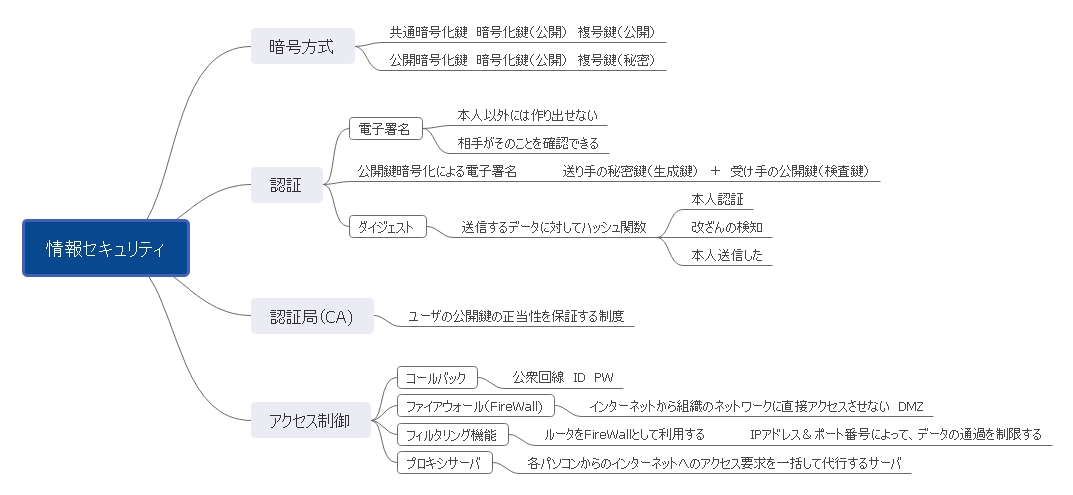 情報セキュリティ
暗号方式
共通暗号化鍵 暗号化鍵(公開) 複号鍵(公開)
公開暗号化鍵 暗号化鍵(公開) 複号鍵(秘密)
認証
電子署名
本人以外には作り出せない
相手がそのことを確認できる
公開鍵暗号化による電子署名 送り手の秘密鍵(生成鍵) + 受け手の公開鍵(検査鍵)
ダイジェスト
送信するデータに対してハッシュ関数
本人認証
改ざんの検知
本人送信した
認証局(CA)
ユーザの公開鍵の正当性を保証する制度
アクセス制御
コールバック
公衆回線 ID PW
ファイアウォール(FireWall)
インターネットから組織のネットワークに直接アクセスさせない DMZ
フィルタリング機能
ルータをFireWallとして利用する IPアドレス&ポート番号によって、データの通過を制限する
プロキシサーバ
各パソコンからのインターネットへのアクセス要求を一括して代行するサーバ